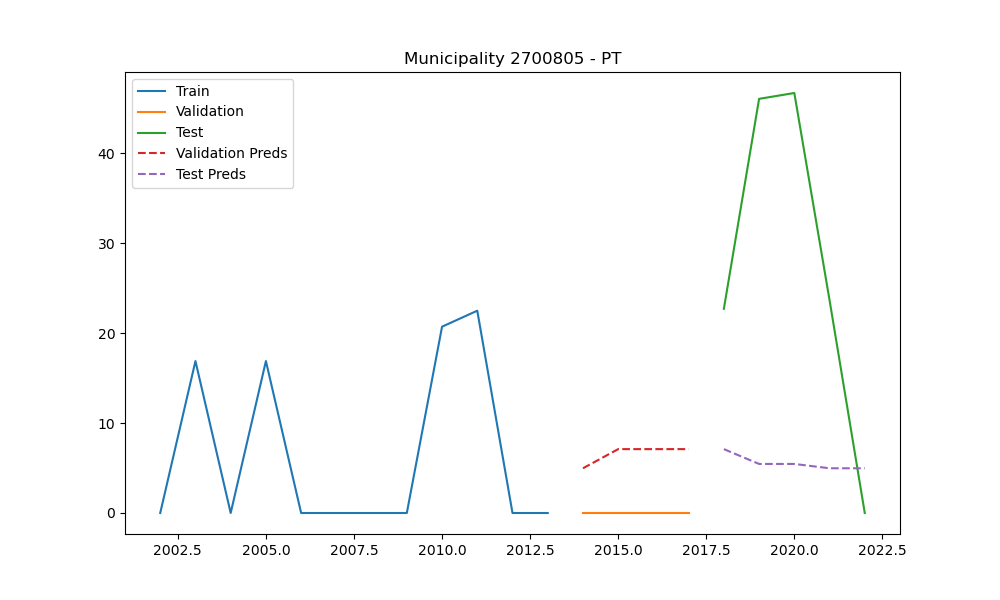 Municipality 2700805 - PT
Train
Validation
Test
Validation Preds
Test Preds
40
30
20
10
0
2002.5 2005.0 2007.5 2010.0 2012.5 2015.0 2017.5 2020.0 2022.5